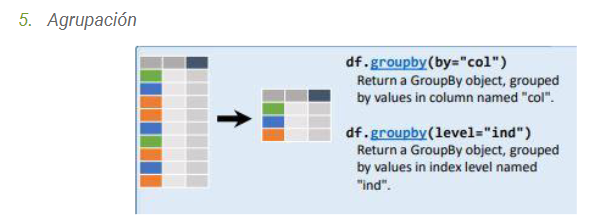 5. Agrupación
df.groupby(by="col")
Return a GroupBy object, grouped
by values in column named "col".
df.groupby(level="ind")
Return a GroupBy object, grouped
by values in index level named
"ind".